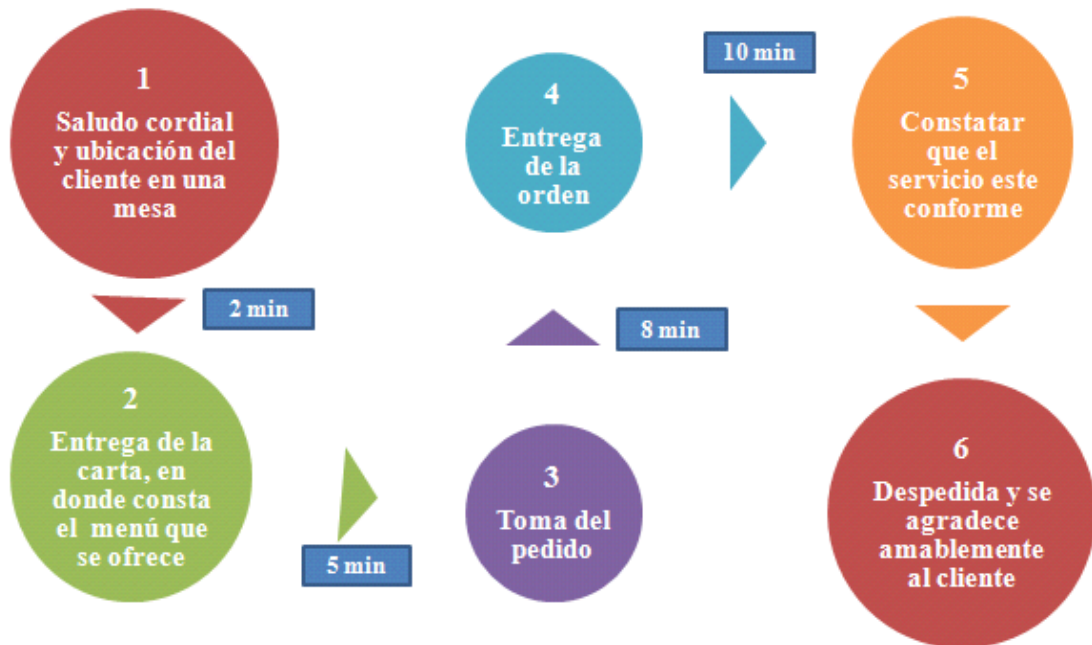 1
Saludo cordial
y ubicación del
cliente en una
mesa
2 min
2
Entrega de la
carta, en
donde consta
el menú que
se ofrece
5 min
3
Toma del
pedido
8 min
4
Entrega
de la
orden
10 min
5
Constatar
que el
servicio este
conforme
6
Despedida y se
agradece
amablemente
al cliente